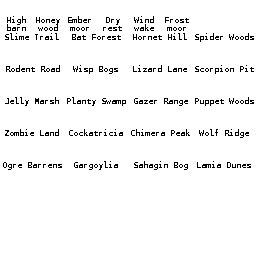 High Honey Ember Dry Wind Frost
barn wood moor rest wake moor
Slime Trail Bat Forest Hornet Hill Spider Woods
Rodent Road Wisp Bogs Lizard Lane Scorpion Pit
Jelly Marsh Planty Swamp Gazer Range Puppet Woods
Zombie Land Cockatricia Chimera Peak Wolf Ridge
Ogre Barrens Gargoylia Sahagin Bog Lamia Dunes